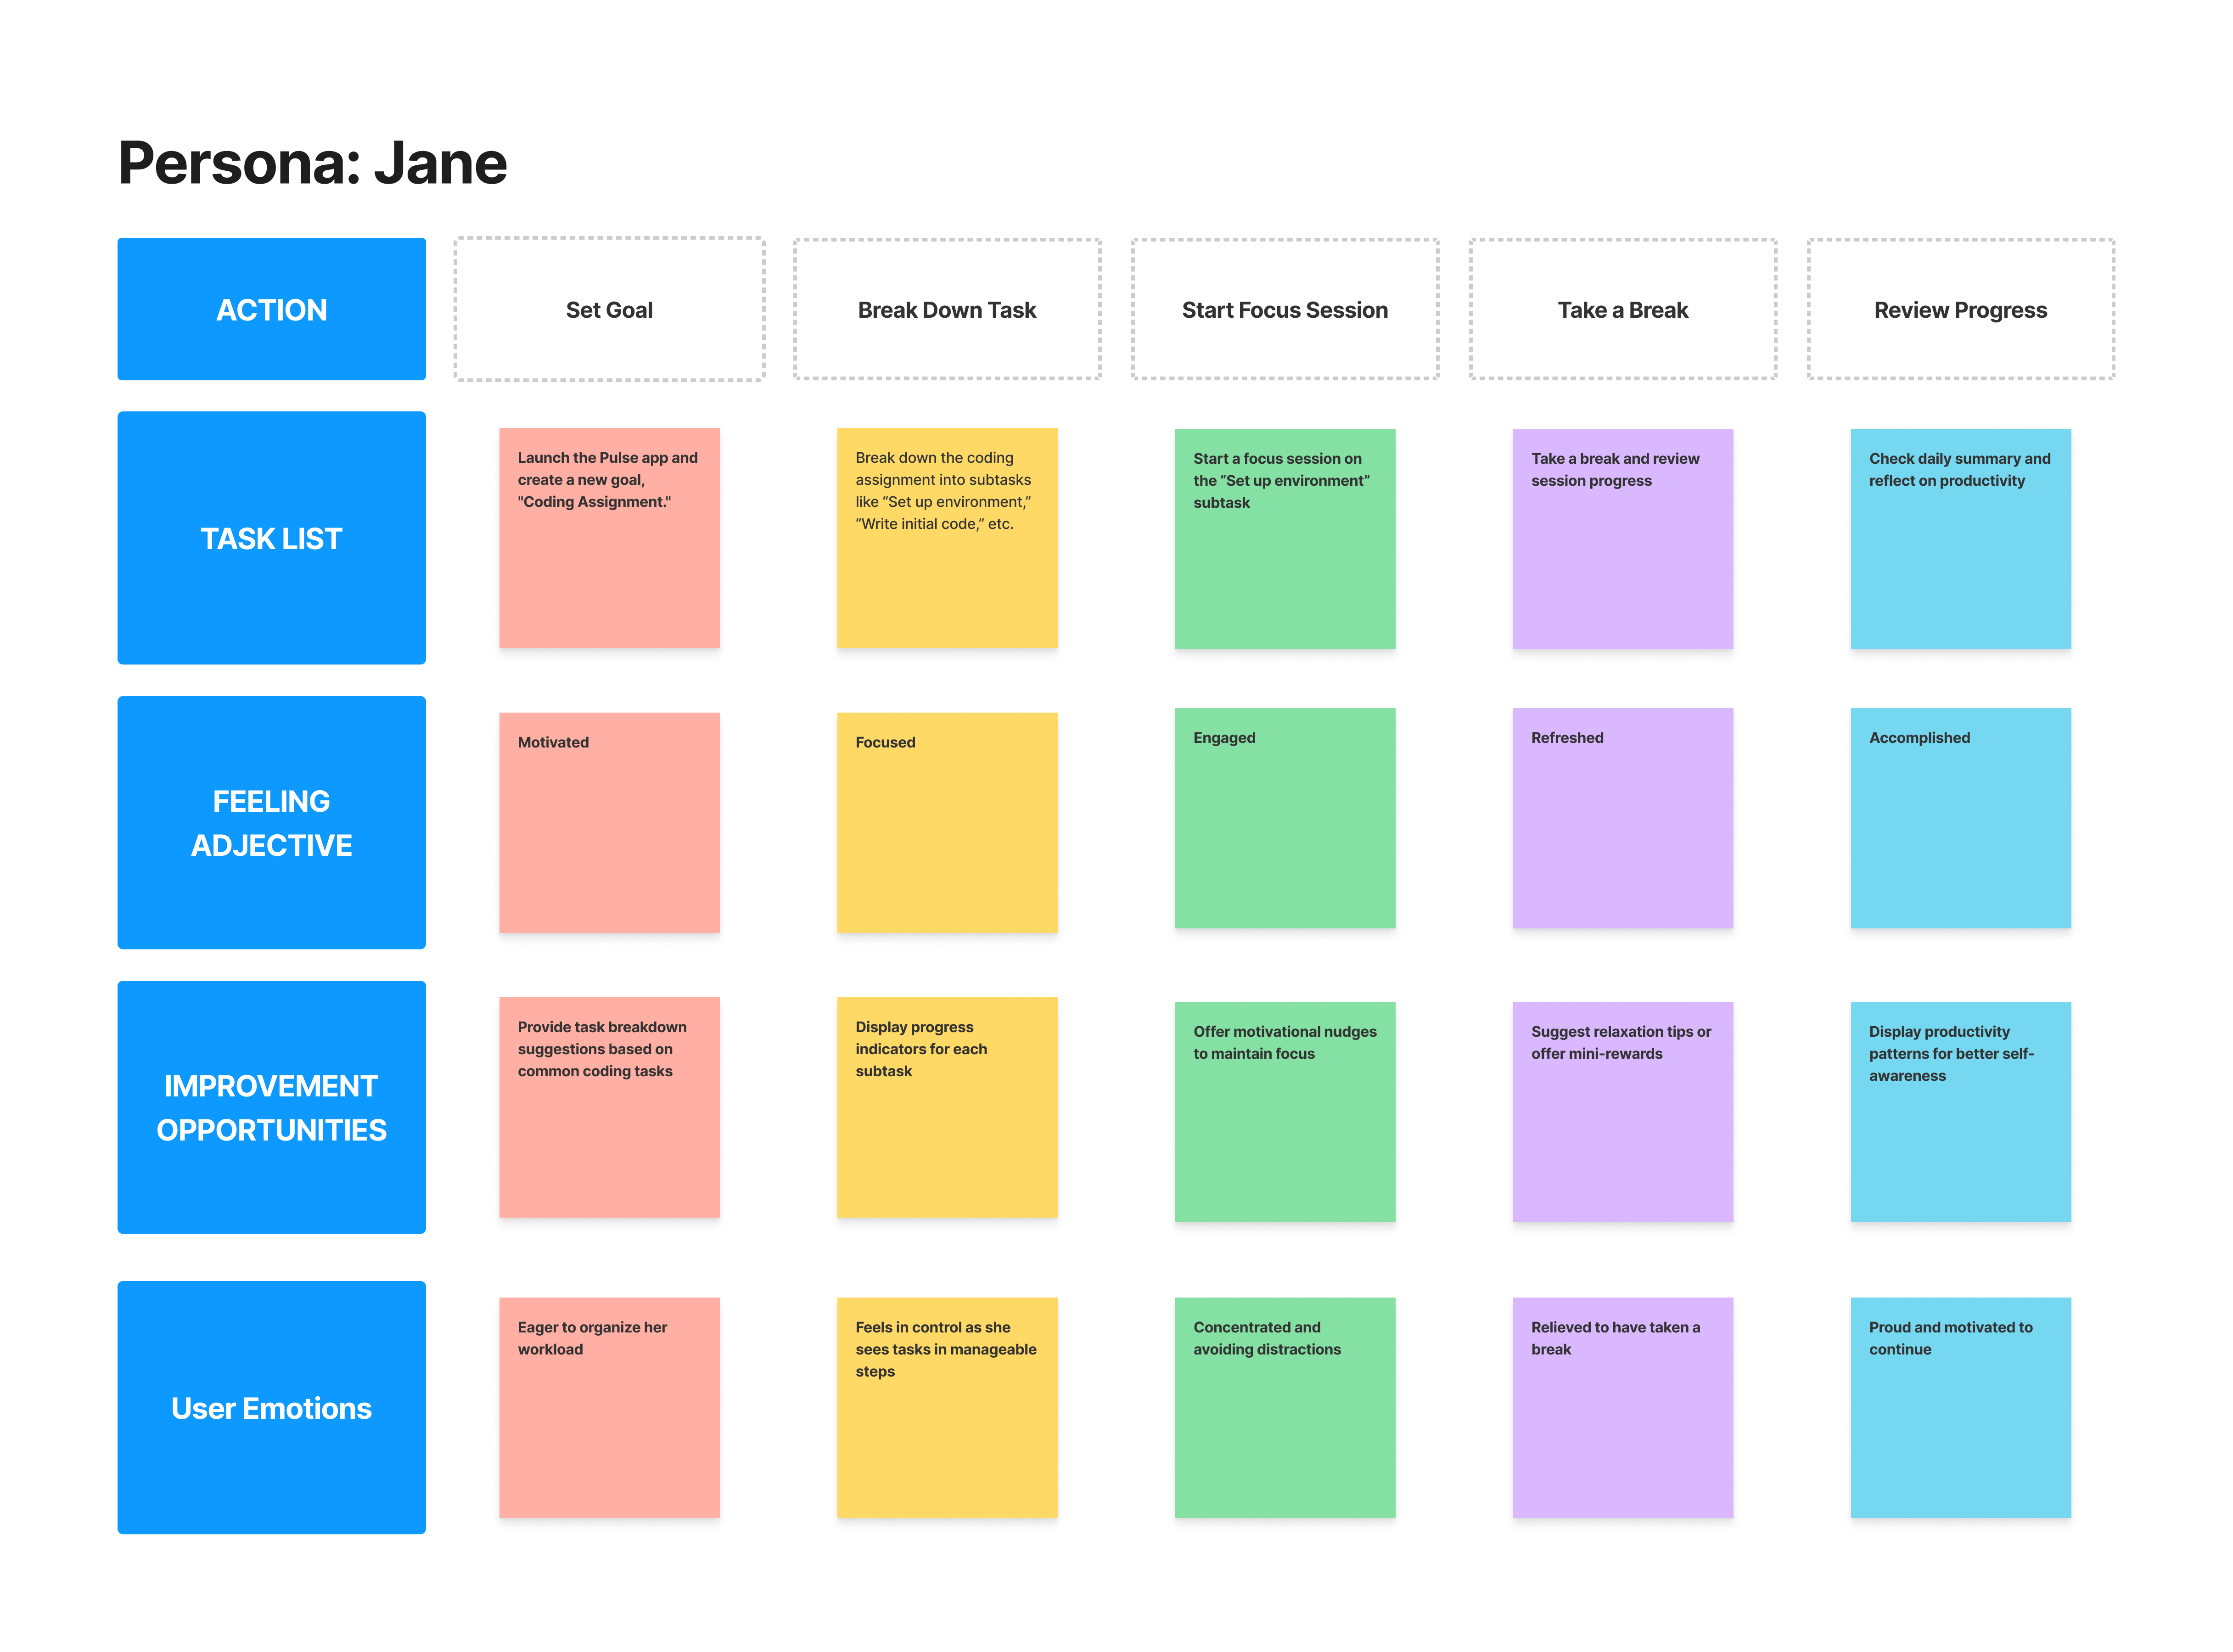 Persona: Jane
ACTION
Set Goal
Break Down Task
Start Focus Session
Take a Break
Review Progress
TASK LIST
Launch the Pulse app and
create a new goal,
"Coding Assignment."
Break down the coding
assignment into subtasks
like “Set up environment,”
“Write initial code,” etc.
Start a focus session on
the “Set up environment”
subtask
Take a break and review
session progress
Check daily summary and
reflect on productivity
FEELING
ADJECTIVE
Motivated
Focused
Engaged
Refreshed
Accomplished
IMPROVEMENT
OPPORTUNITIES
Provide task breakdown
suggestions based on
common coding tasks
Display progress
indicators for each
subtask
Offer motivational nudges
to maintain focus
Suggest relaxation tips or
offer mini-rewards
Display productivity
patterns for better self-
awareness
User Emotions
Eager to organize her
workload
Feels in control as she
sees tasks in manageable
steps
Concentrated and
avoiding distractions
Relieved to have taken a
break
Proud and motivated to
continue